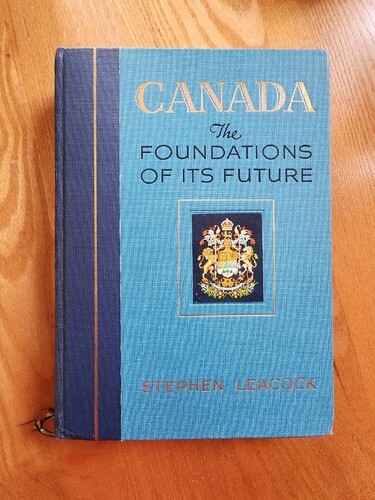 CANADA
The
FOUNDATIONS
OF ITS FUTURE
STEPHEN LEACOCK